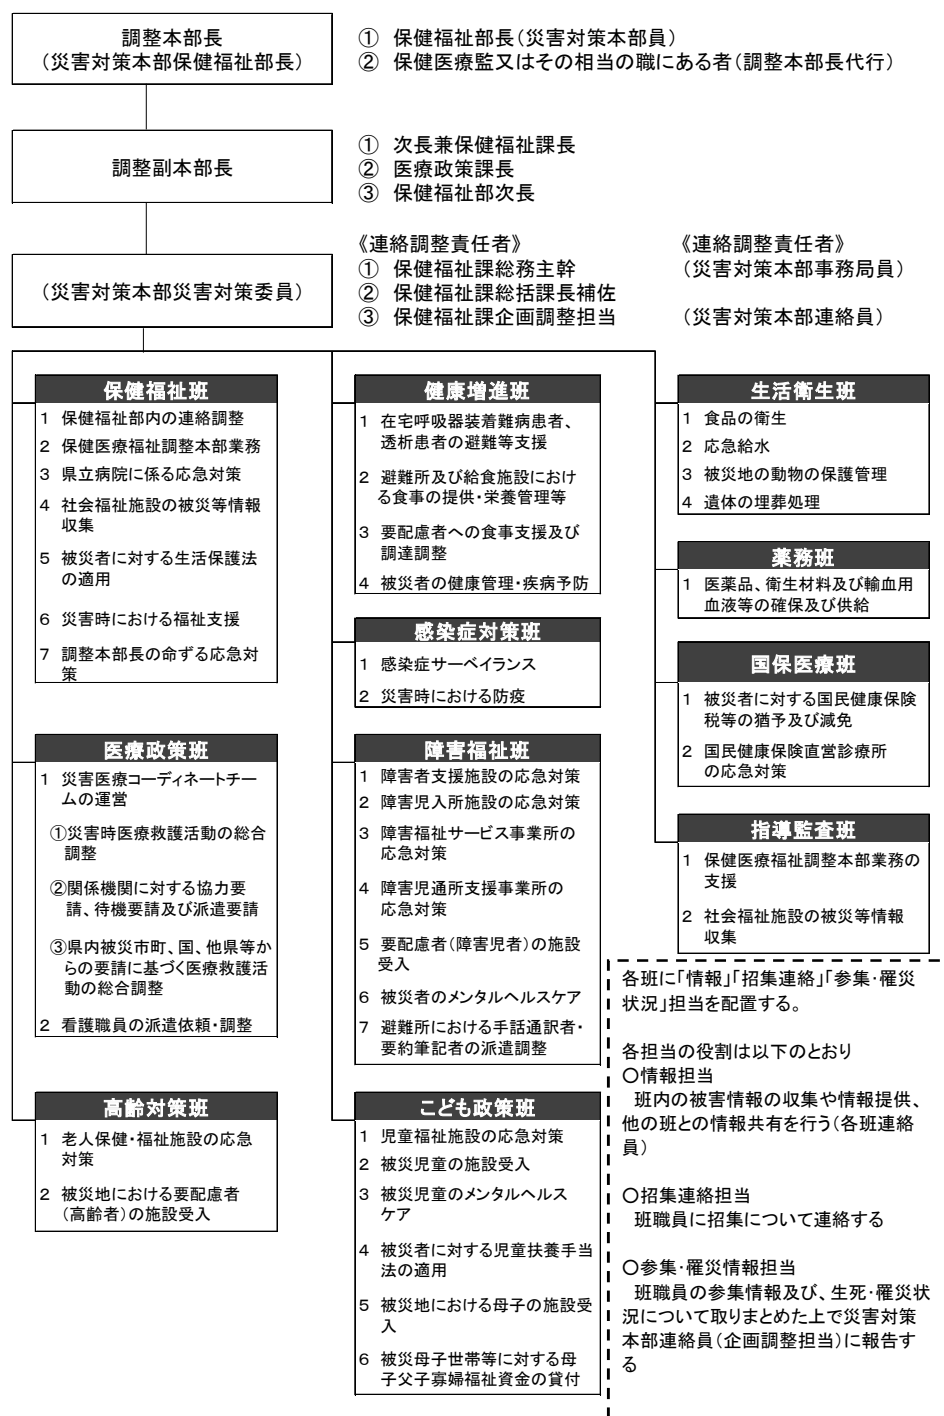 調整本部長
(災害対策本部保健福祉部長)
① 保健福祉部長(災害対策本部員)
② 保健医療監又はその相当の職にある者(調整本部長代行)
調整副本部長
① 次長兼保健福祉課長
② 医療政策課長
③ 保健福祉部次長
(災害対策本部災害対策委員)
《連絡調整責任者》
① 保健福祉課総務主幹
② 保健福祉課総括課長補佐
③ 保健福祉課企画調整担当
《連絡調整責任者》
(災害対策本部事務局員)
(災害対策本部連絡員)
保健福祉班
1 保健福祉部内の連絡調整
2 保健医療福祉調整本部業務
3 県立病院に係る応急対策
4 社会福祉施設の被災等情報
収集
5 被災者に対する生活保護法
の適用
6 災害時における福祉支援
7 調整本部長の命ずる応急対
策
医療政策班
1 災害医療コーディネートチー
ムの運営
①災害時医療救護活動の総合
調整
②関係機関に対する協力要
請、待機要請及び派遣要請
③県内被災市町、国、他県等か
らの要請に基づく医療救護活
動の総合調整
2 看護職員の派遣依頼・調整
高齢対策班
1 老人保健・福祉施設の応急
対策
2 被災地における要配慮者
(高齢者)の施設受入
健康増進班
1 在宅呼吸器装着難病患者、
透析患者の避難等支援
2 避難所及び給食施設におけ
る食事の提供・栄養管理等
3 要配慮者への食事支援及び
調達調整
4 被災者の健康管理・疾病予防
感染症対策班
1 感染症サーベイランス
2 災害時における防疫
障害福祉班
1 障害者支援施設の応急対策
2 障害児入所施設の応急対策
3 障害福祉サービス事業所の
応急対策
4 障害児通所支援事業所の
応急対策
5 要配慮者(障害児者)の施設
受入
6 被災者のメンタルヘルスケア
7 避難所における手話通訳者・
要約筆記者の派遣調整
こども政策班
1 児童福祉施設の応急対策
2 被災児童の施設受入
3 被災児童のメンタルヘルス
ケア
4 被災者に対する児童扶養手当
法の適用
5 被災地における母子の施設受
入
6 被災母子世帯等に対する母
子父子寡婦福祉資金の貸付
生活衛生班
1 食品の衛生
2 応急給水
3 被災地の動物の保護管理
4 遺体の埋葬処理
薬務班
1 医薬品、衛生材料及び輸血用
血液等の確保及び供給
国保医療班
1 被災者に対する国民健康保険
税等の猶予及び減免
2 国民健康保険直営診療所
の応急対策
指導監査班
1 保健医療福祉調整本部業務の
支援
2 社会福祉施設の被災等情報
収集
各班に「情報」「招集連絡」「参集・罹災
状況」担当を配置する。
各担当の役割は以下のとおり
○情報担当
班内の被害情報の収集や情報提供、
他の班との情報共有を行う(各班連絡
員)
○招集連絡担当
班職員に招集について連絡する
○参集・罹災情報担当
班職員の参集情報及び、生死・罹災状
況について取りまとめた上で災害対策
本部連絡員(企画調整担当)に報告す
る